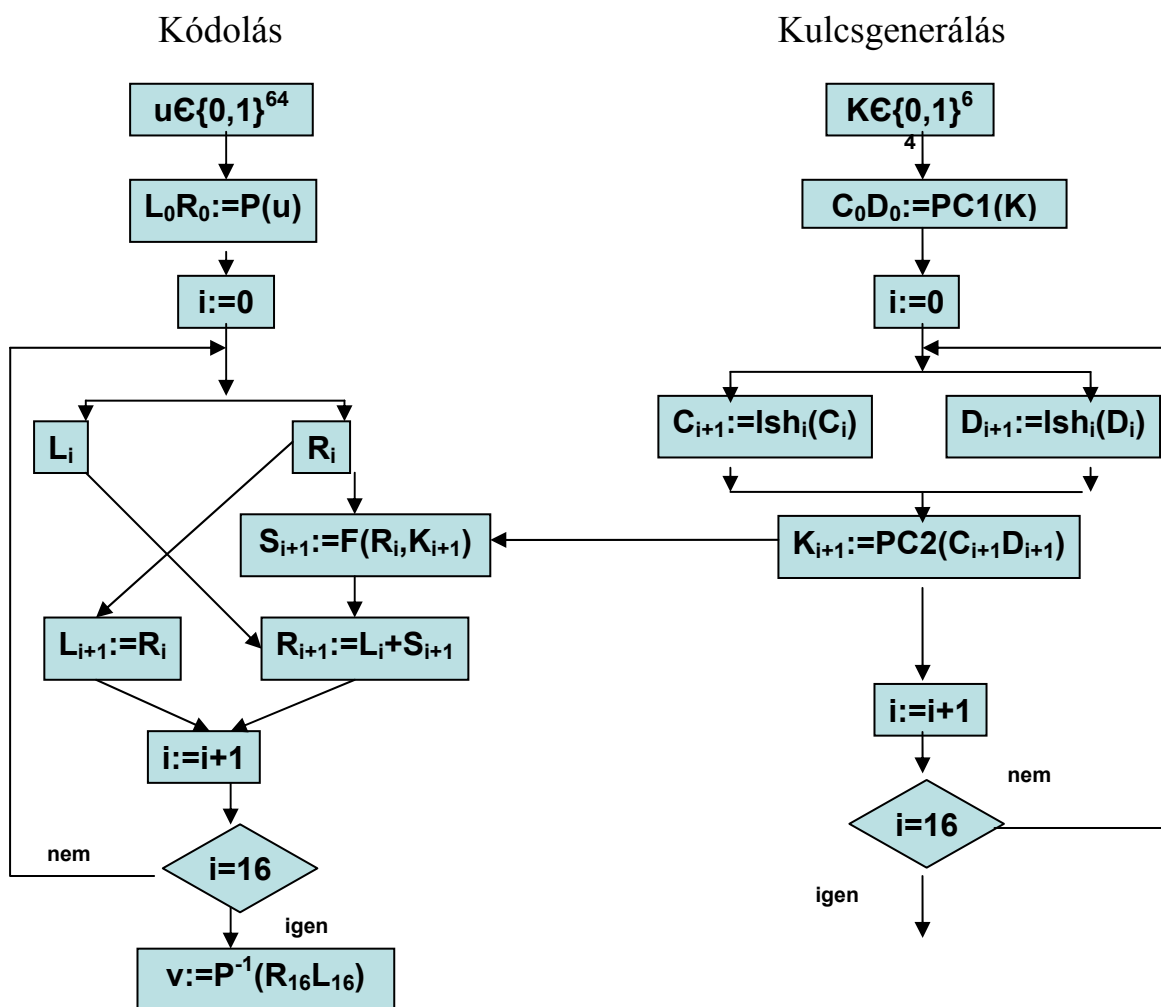 Kódolás
uЄ{0,1}⁶⁴
L₀R₀:=P(u)
i:=0
Lᵢ
Rᵢ
Sᵢ₊₁:=F(Rᵢ,Kᵢ₊₁)
Lᵢ₊₁:=Rᵢ
Rᵢ₊₁:=Lᵢ+Sᵢ₊₁
i:=i+1
i=16
nem
igen
v:=P⁻¹(R₁₆L₁₆)
Kulcsgenerálás
KЄ{0,1}⁶
⁴
C₀D₀:=PC1(K)
i:=0
Cᵢ₊₁:=lshᵢ(Cᵢ)
Dᵢ₊₁:=lshᵢ(Dᵢ)
Kᵢ₊₁:=PC2(Cᵢ₊₁Dᵢ₊₁)
i:=i+1
nem
i=16
igen